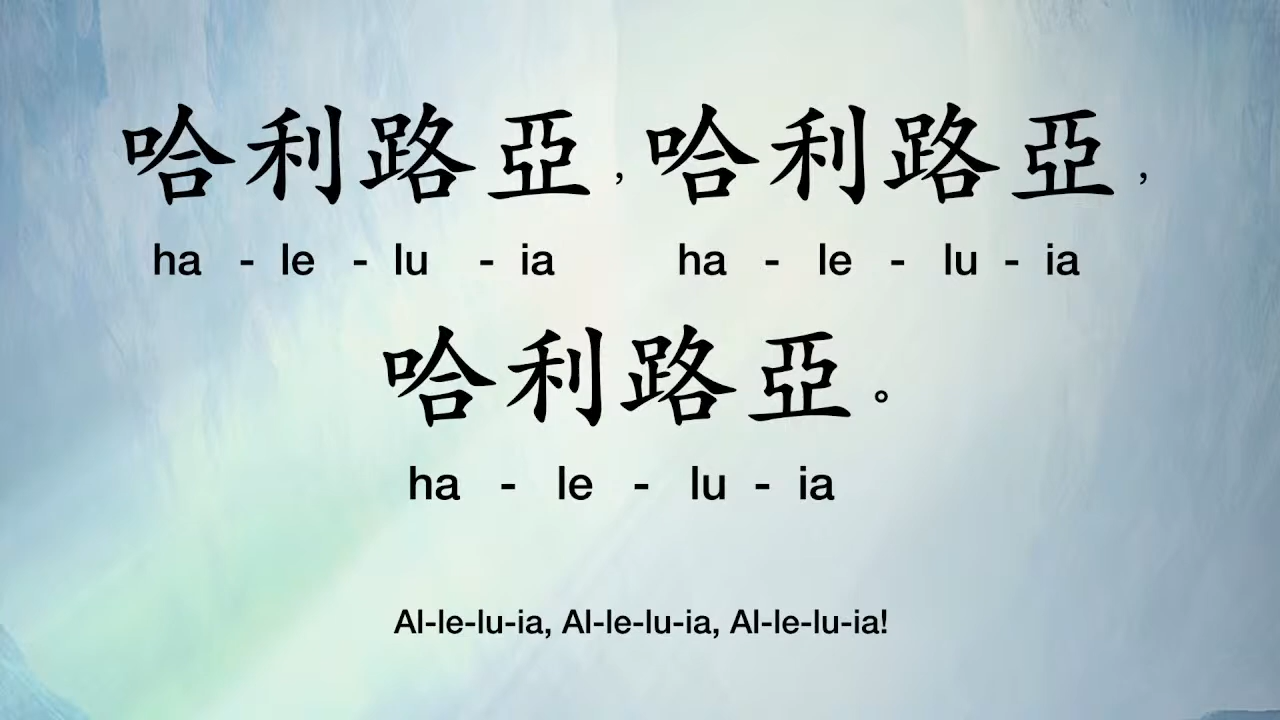 哈利路亞，哈利路亞，
ha - le - lu - ia ha - le - lu - ia
哈利路亞。
ha - le - lu - ia
Al-le-lu-ia, Al-le-lu-ia, Al-le-lu-ia!